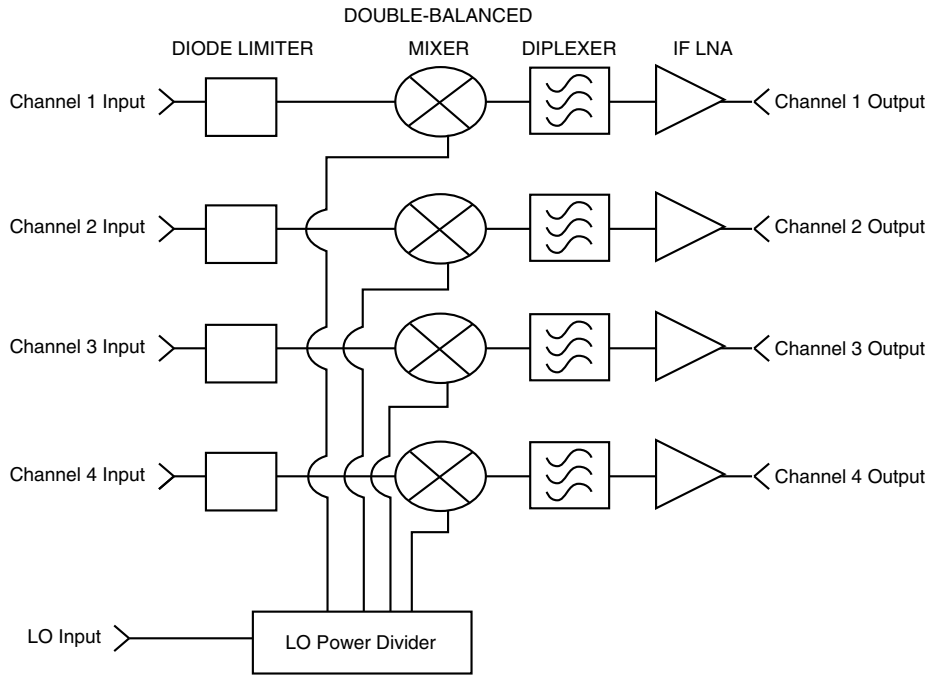 DOUBLE-BALANCED
DIODE LIMITER MIXER DIPLEXER IF LNA
Channel 1 Input Channel 1 Output
Channel 2 Input Channel 2 Output
Channel 3 Input Channel 3 Output
Channel 4 Input Channel 4 Output
LO Input LO Power Divider